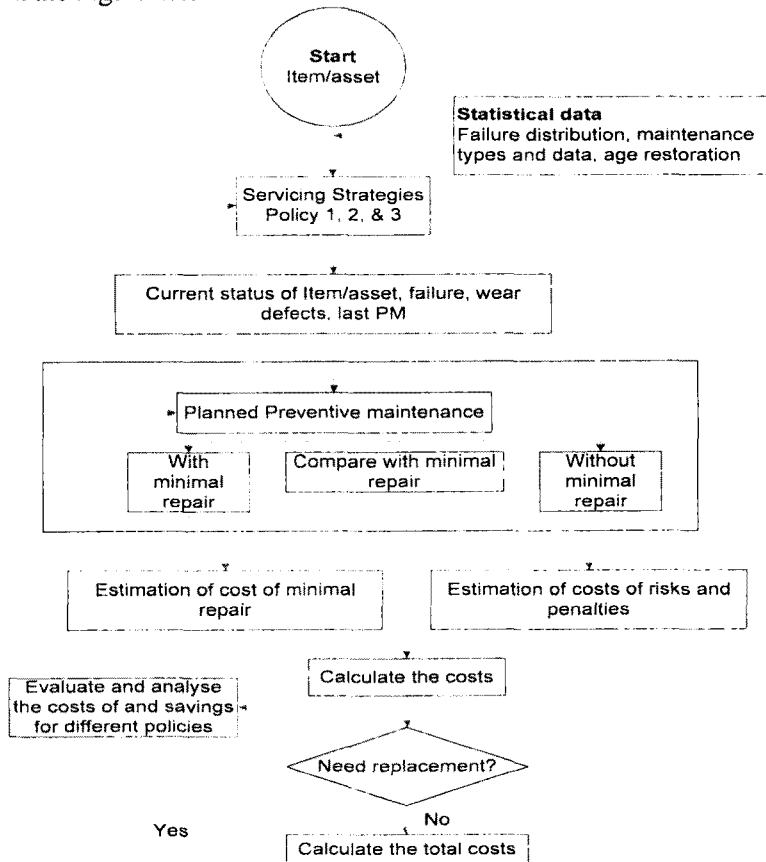 Start
Item/asset
Statistical data
Failure distribution, maintenance
types and data, age restoration
Servicing Strategies
Policy 1, 2, & 3
Current status of Item/asset, failure, wear
defects, last PM
Planned Preventive maintenance
With
minimal
repair
Compare with minimal
repair
Without
minimal
repair
Estimation of cost of minimal
repair
Estimation of costs of risks and
penalties
Calculate the costs
Evaluate and analyse
the costs of and savings
for different policies
Need replacement?
Yes
No
Calculate the total costs